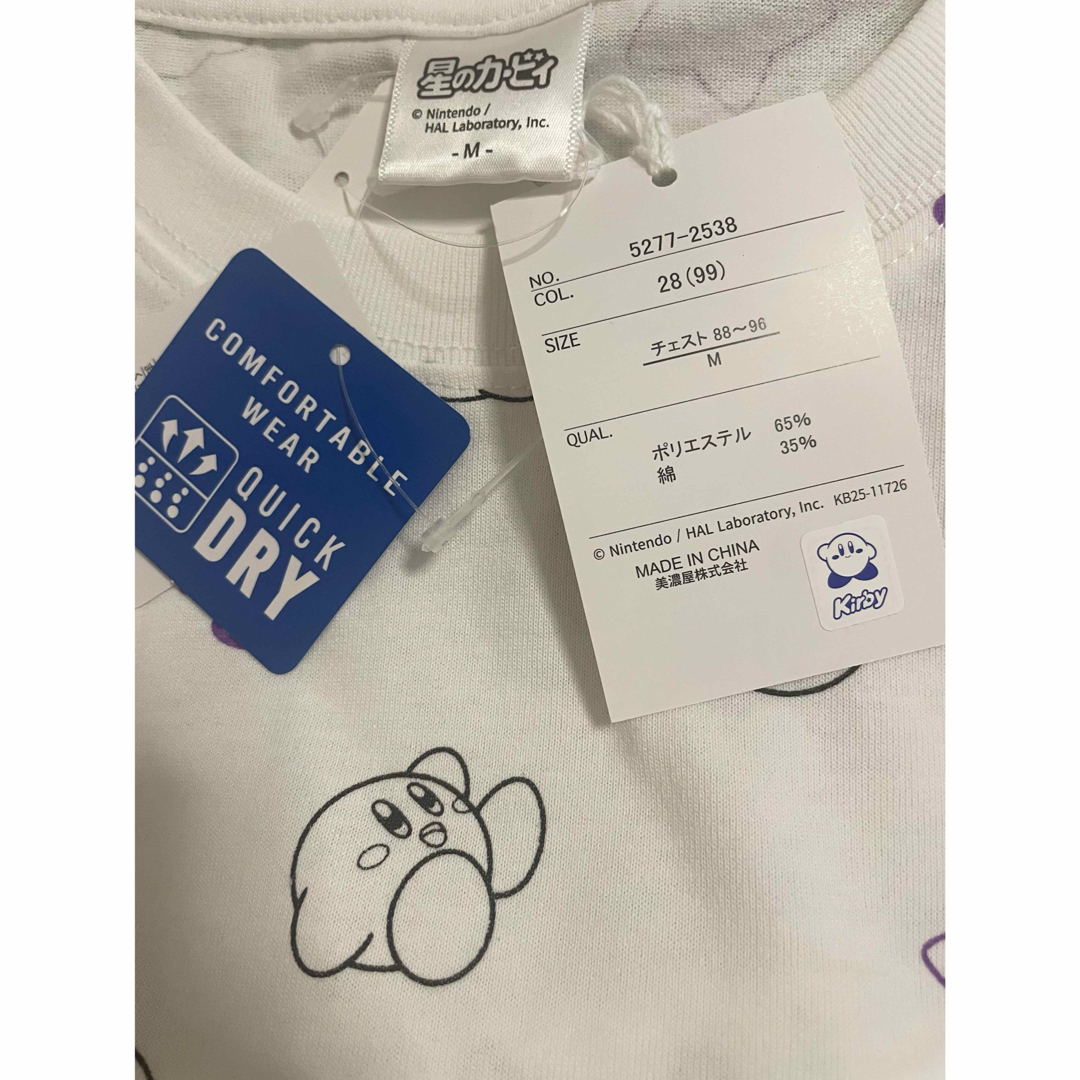 星のカービィ
© Nintendo /
HAL Laboratory, Inc.
- M -
COMFORTABLE
WEAR
QUICK
DRY
NO. 5277-2538
COL. 28(99)
SIZE チェスト 88〜96
M
QUAL. ポリエステル 65%
綿 35%
© Nintendo / HAL Laboratory, Inc. KB25-11726
MADE IN CHINA
美濃屋株式会社
Kirby